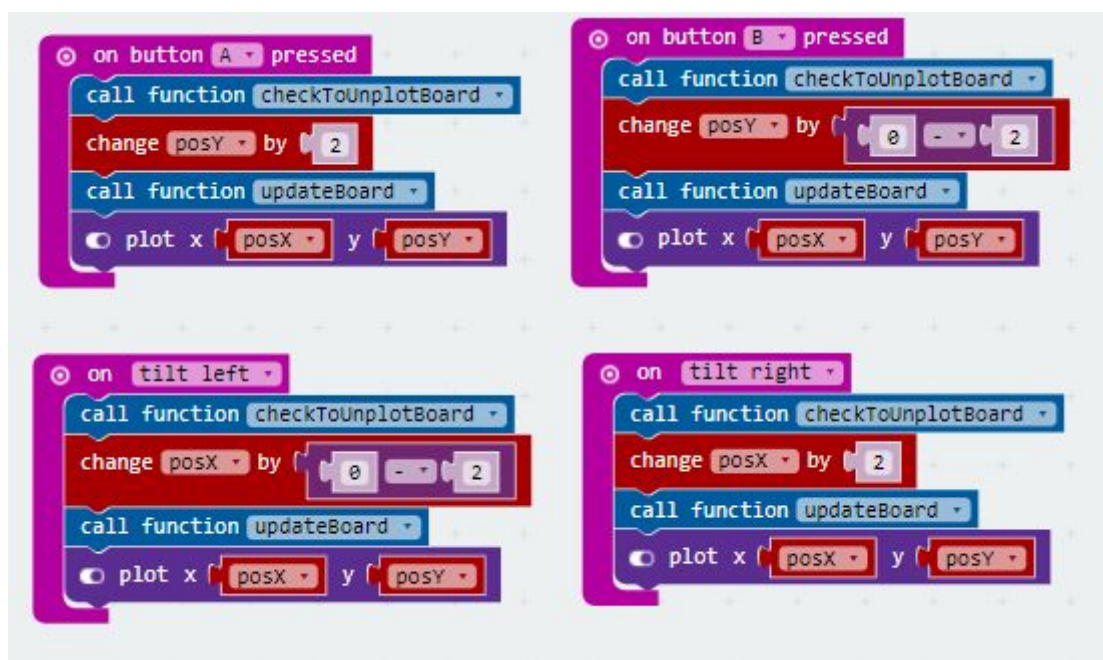 on button A pressed
call function checkToUnplotBoard
change posY by 2
call function updateBoard
plot x posX y posY
on button B pressed
call function checkToUnplotBoard
change posY by 0 - 2
call function updateBoard
plot x posX y posY
on tilt left
call function checkToUnplotBoard
change posX by 0 - 2
call function updateBoard
plot x posX y posY
on tilt right
call function checkToUnplotBoard
change posX by 2
call function updateBoard
plot x posX y posY